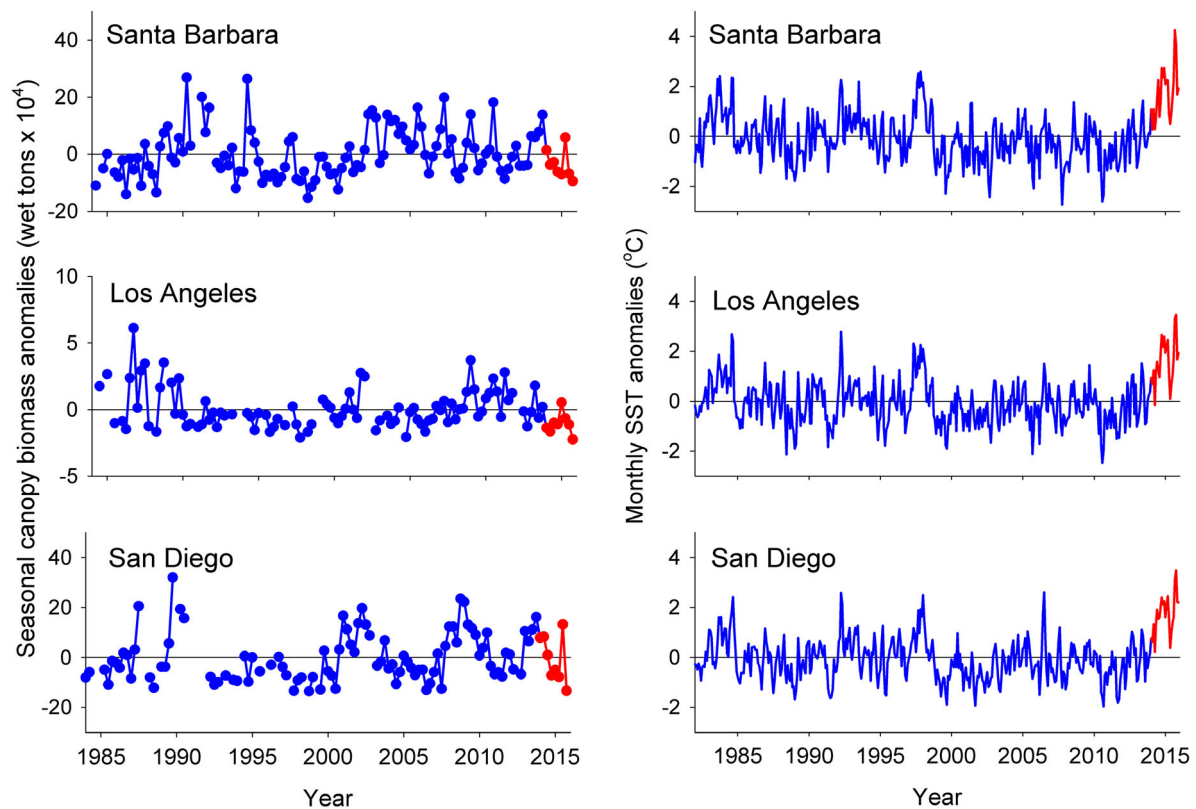 Seasonal canopy biomass anomalies (wet tons x 10⁴)
Santa Barbara
40
20
0
-20
Los Angeles
10
5
0
-5
San Diego
40
20
0
-20
1985 1990 1995 2000 2005 2010 2015
Year
Monthly SST anomalies (°C)
Santa Barbara
4
2
0
-2
Los Angeles
4
2
0
-2
San Diego
4
2
0
-2
1985 1990 1995 2000 2005 2010 2015
Year